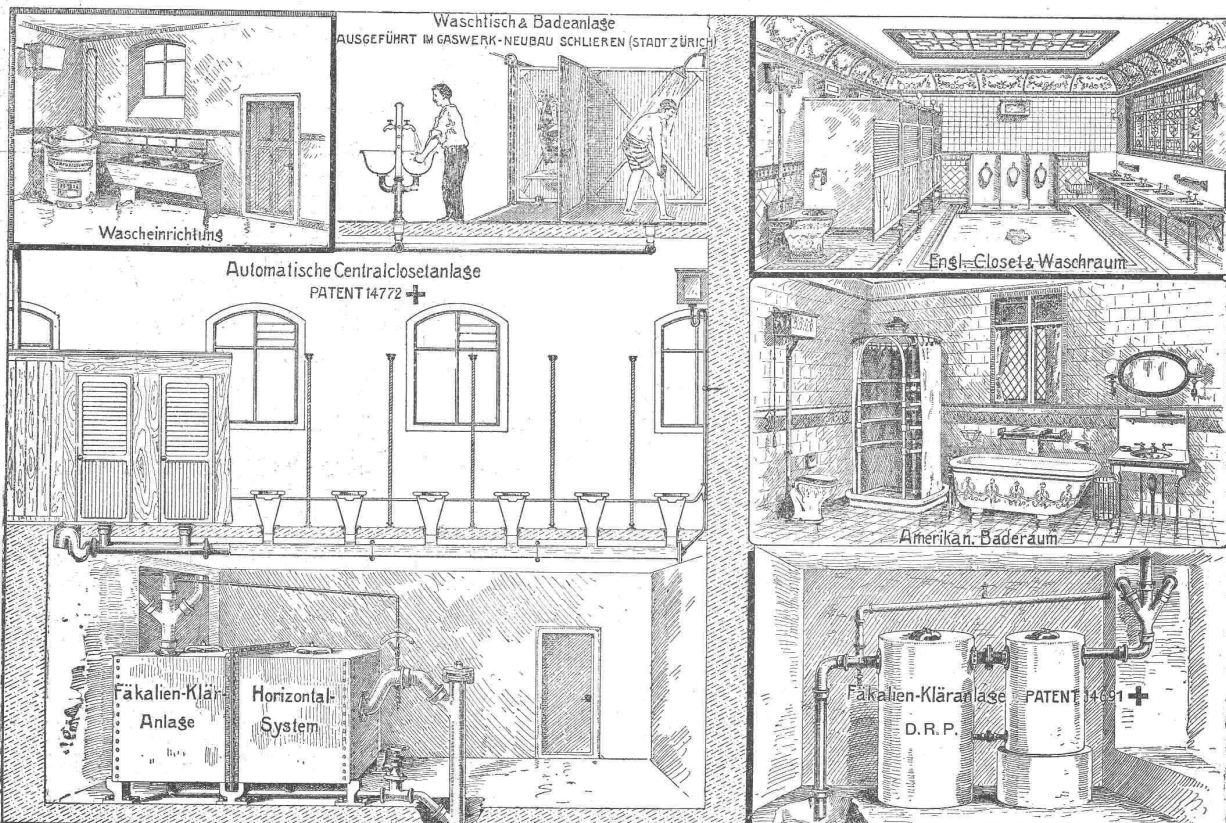 Waschtisch & Badeanlage
AUSGEFÜHRT IM GASWERK-NEUBAU SCHLIEREN (STADT ZÜRICH)
Wascheinrichtung
Engl. Closet & Waschraum
Automatische Centralclosetanlage
PATENT 14772
Amerikan. Baderaum
Fäkalien-Klär-
Anlage
Horizontal-
System
Fäkalien-Kläranlage PATENT 14691
D.R.P.